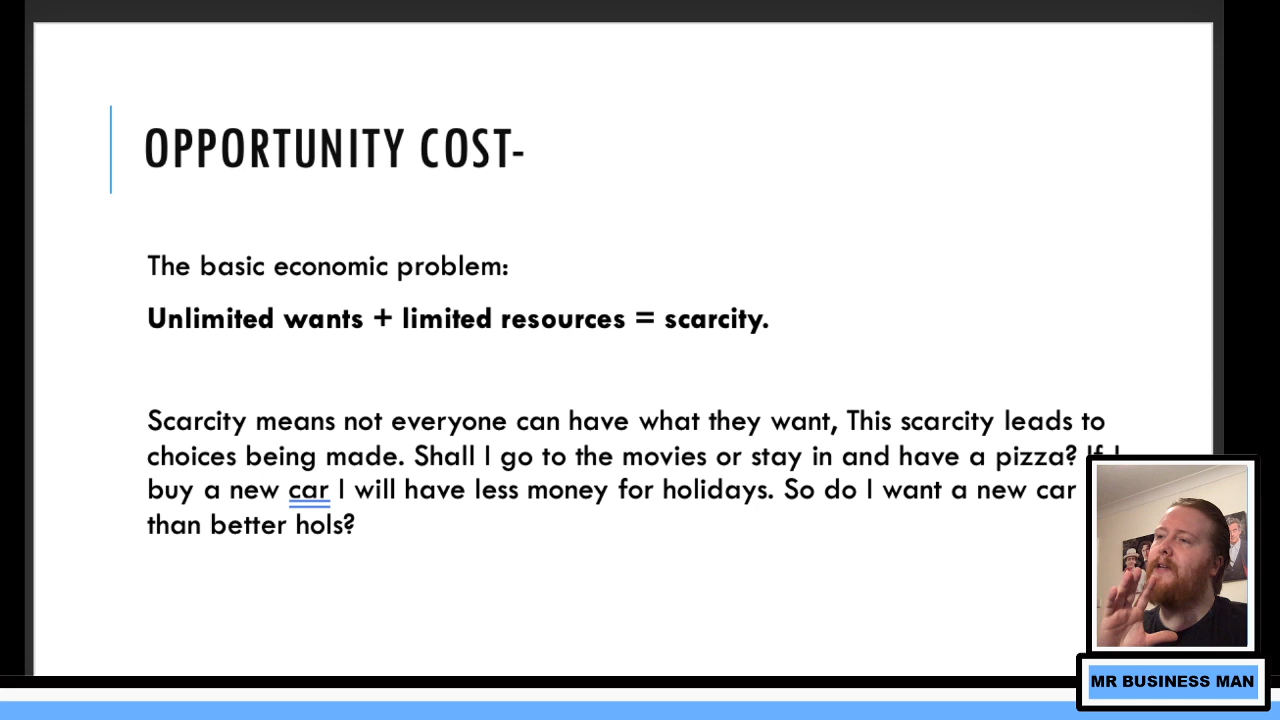 OPPORTUNITY COST-
The basic economic problem:
Unlimited wants + limited resources = scarcity.
Scarcity means not everyone can have what they want, This scarcity leads to
choices being made. Shall I go to the movies or stay in and have a pizza? If I
buy a new car I will have less money for holidays. So do I want a new car
than better hols?
MR BUSINESS MAN